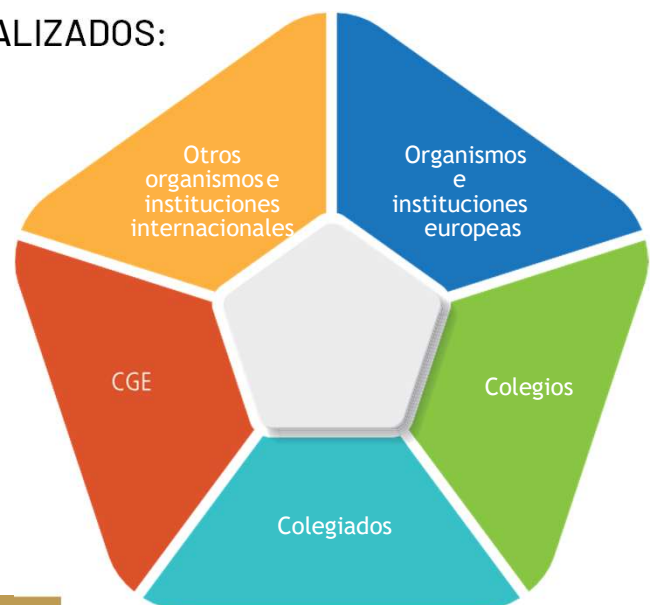 ALIZADOS:
Otros
organismos e
instituciones
internacionales
Organismos
e
instituciones
europeas
CGE
Colegios
Colegiados